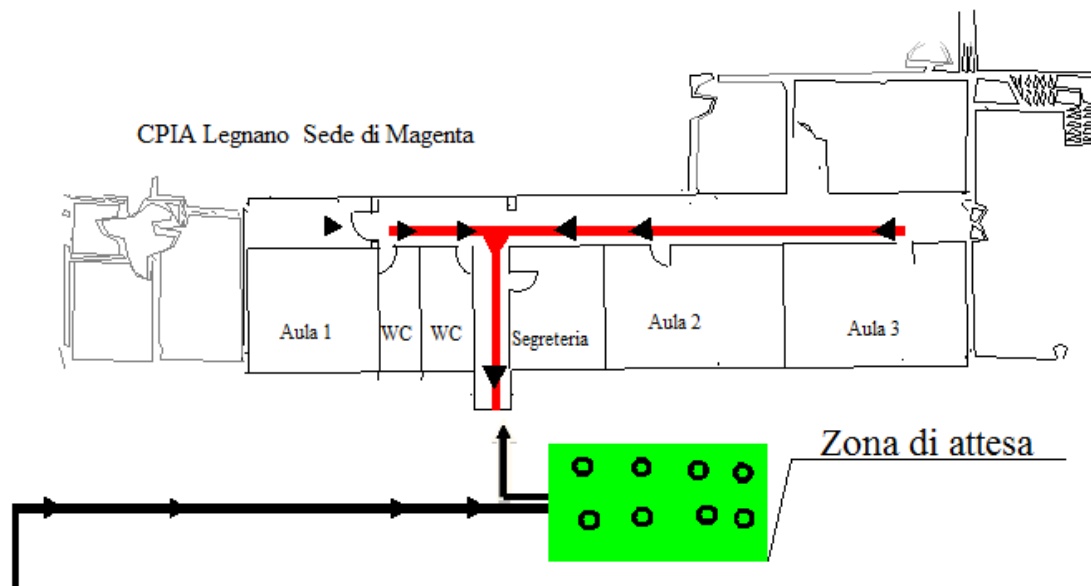 CPIA Legnano  Sede di Magenta
Aula 1
WC
WC
Segreteria
Aula 2
Aula 3
Zona di attesa